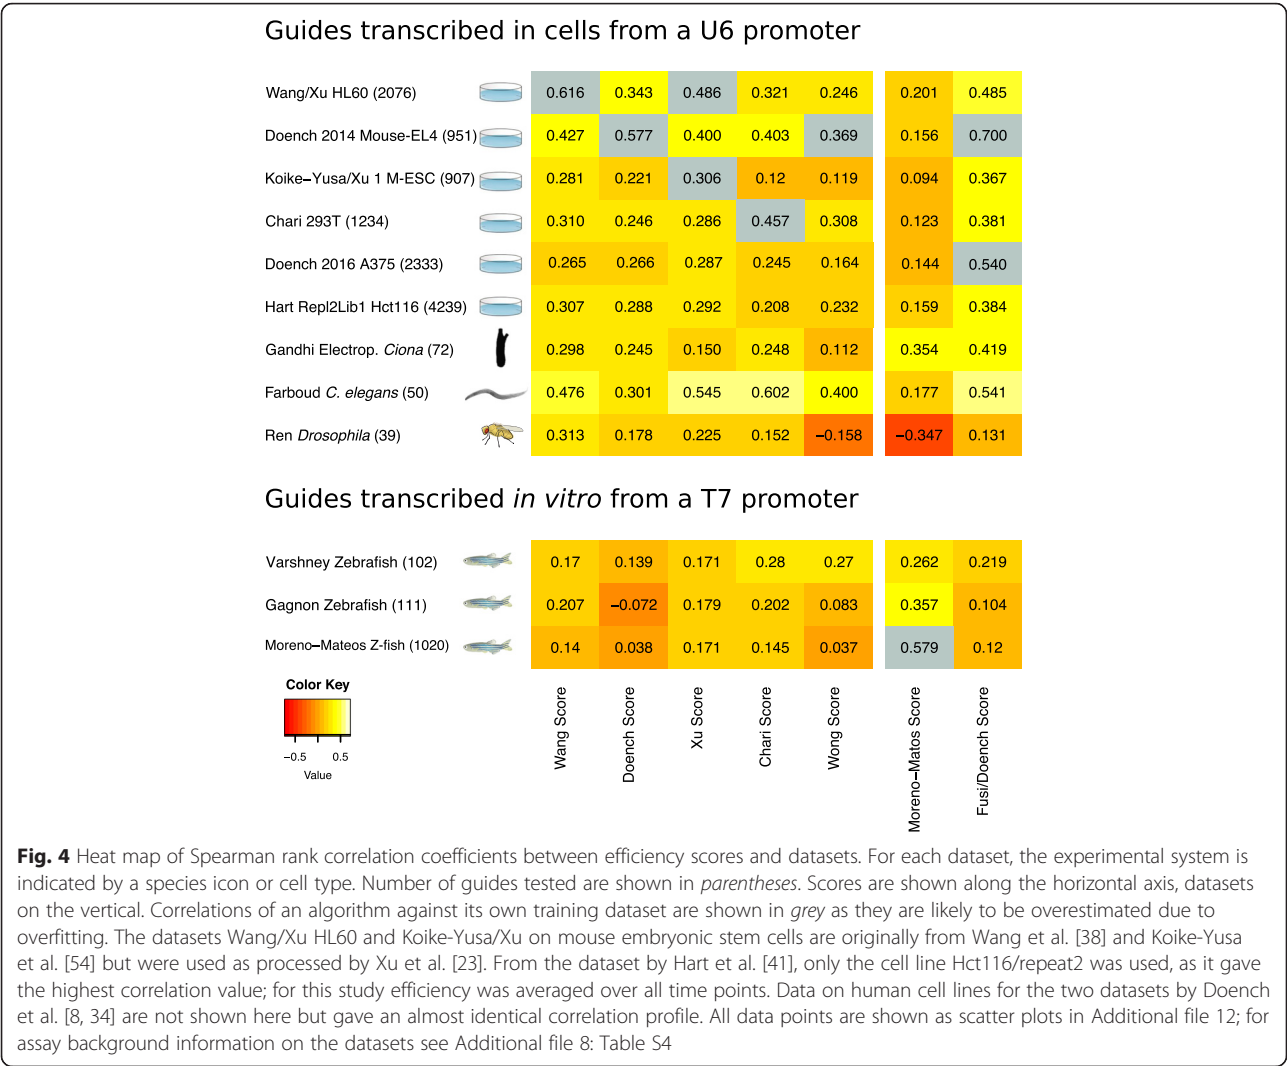 Guides transcribed in cells from a U6 promoter
Wang/Xu HL60 (2076) 0.616 0.343 0.486 0.321 0.246 0.201 0.485
Doench 2014 Mouse-EL4 (951) 0.427 0.577 0.400 0.403 0.369 0.156 0.700
Koike−Yusa/Xu 1 M-ESC (907) 0.281 0.221 0.306 0.12 0.119 0.094 0.367
Chari 293T (1234) 0.310 0.246 0.286 0.457 0.308 0.123 0.381
Doench 2016 A375 (2333) 0.265 0.266 0.287 0.245 0.164 0.144 0.540
Hart Repl2Lib1 Hct116 (4239) 0.307 0.288 0.292 0.208 0.232 0.159 0.384
Gandhi Electrop. Ciona (72) 0.298 0.245 0.150 0.248 0.112 0.354 0.419
Farboud C. elegans (50) 0.476 0.301 0.545 0.602 0.400 0.177 0.541
Ren Drosophila (39) 0.313 0.178 0.225 0.152 −0.158 −0.347 0.131
Guides transcribed in vitro from a T7 promoter
Varshney Zebrafish (102) 0.17 0.139 0.171 0.28 0.27 0.262 0.219
Gagnon Zebrafish (111) 0.207 −0.072 0.179 0.202 0.083 0.357 0.104
Moreno−Mateos Z-fish (1020) 0.14 0.038 0.171 0.145 0.037 0.579 0.12
Color Key
−0.5 0.5
Value
Wang Score
Doench Score
Xu Score
Chari Score
Wong Score
Moreno−Matos Score
Fusi/Doench Score
Fig. 4 Heat map of Spearman rank correlation coefficients between efficiency scores and datasets. For each dataset, the experimental system is
indicated by a species icon or cell type. Number of guides tested are shown in parentheses. Scores are shown along the horizontal axis, datasets
on the vertical. Correlations of an algorithm against its own training dataset are shown in grey as they are likely to be overestimated due to
overfitting. The datasets Wang/Xu HL60 and Koike-Yusa/Xu on mouse embryonic stem cells are originally from Wang et al. [38] and Koike-Yusa
et al. [54] but were used as processed by Xu et al. [23]. From the dataset by Hart et al. [41], only the cell line Hct116/repeat2 was used, as it gave
the highest correlation value; for this study efficiency was averaged over all time points. Data on human cell lines for the two datasets by Doench
et al. [8, 34] are not shown here but gave an almost identical correlation profile. All data points are shown as scatter plots in Additional file 12; for
assay background information on the datasets see Additional file 8: Table S4